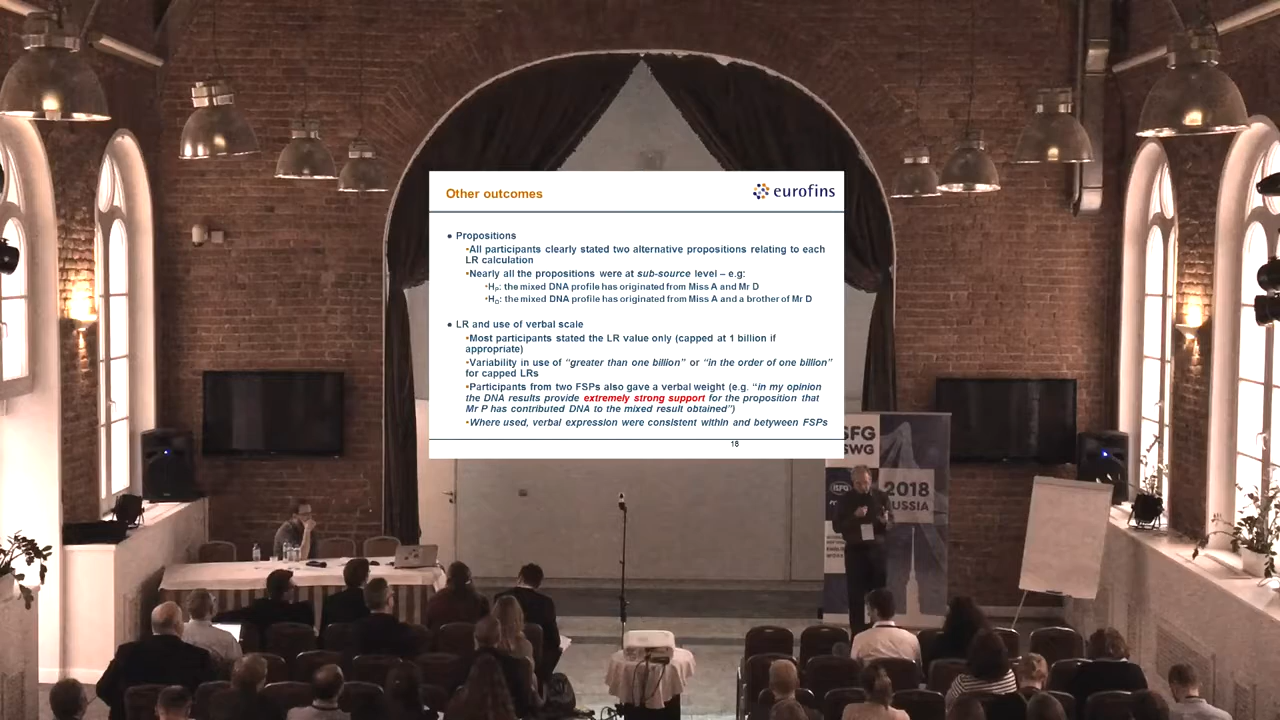 Other outcomes
eurofins
• Propositions
•All participants clearly stated two alternative propositions relating to each
LR calculation
•Nearly all the propositions were at sub-source level – e.g:
•HP: the mixed DNA profile has originated from Miss A and Mr D
•HD: the mixed DNA profile has originated from Miss A and a brother of Mr D
• LR and use of verbal scale
•Most participants stated the LR value only (capped at 1 billion if
appropriate)
•Variability in use of “greater than one billion” or “in the order of one billion”
for capped LRs
•Participants from two FSPs also gave a verbal weight (e.g. “in my opinion
the DNA results provide extremely strong support for the proposition that
Mr P has contributed DNA to the mixed result obtained”)
•Where used, verbal expression were consistent within and betyween FSPs
18
SFG
SWG
ISFG
2018
USSIA